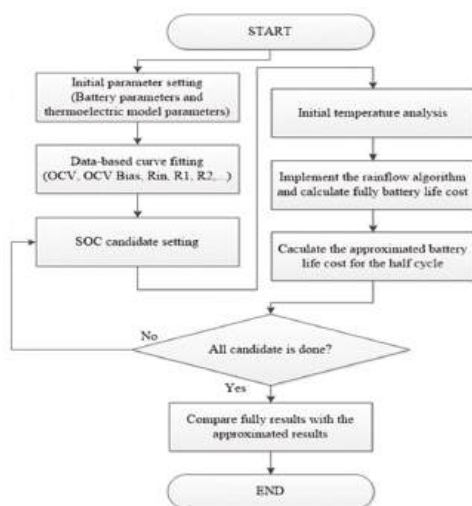 START
Initial parameter setting
(Battery parameters and
thermoelectric model parameters)
Data-based curve fitting
(OCV, OCV Bias, Rin, R1, R2,...)
SOC candidate setting
Initial temperature analysis
Implement the rainflow algorithm
and calculate fully battery life cost
Caculate the approximated battery
life cost for the half cycle
No
All candidate is done?
Yes
Compare fully results with the
approximated results
END